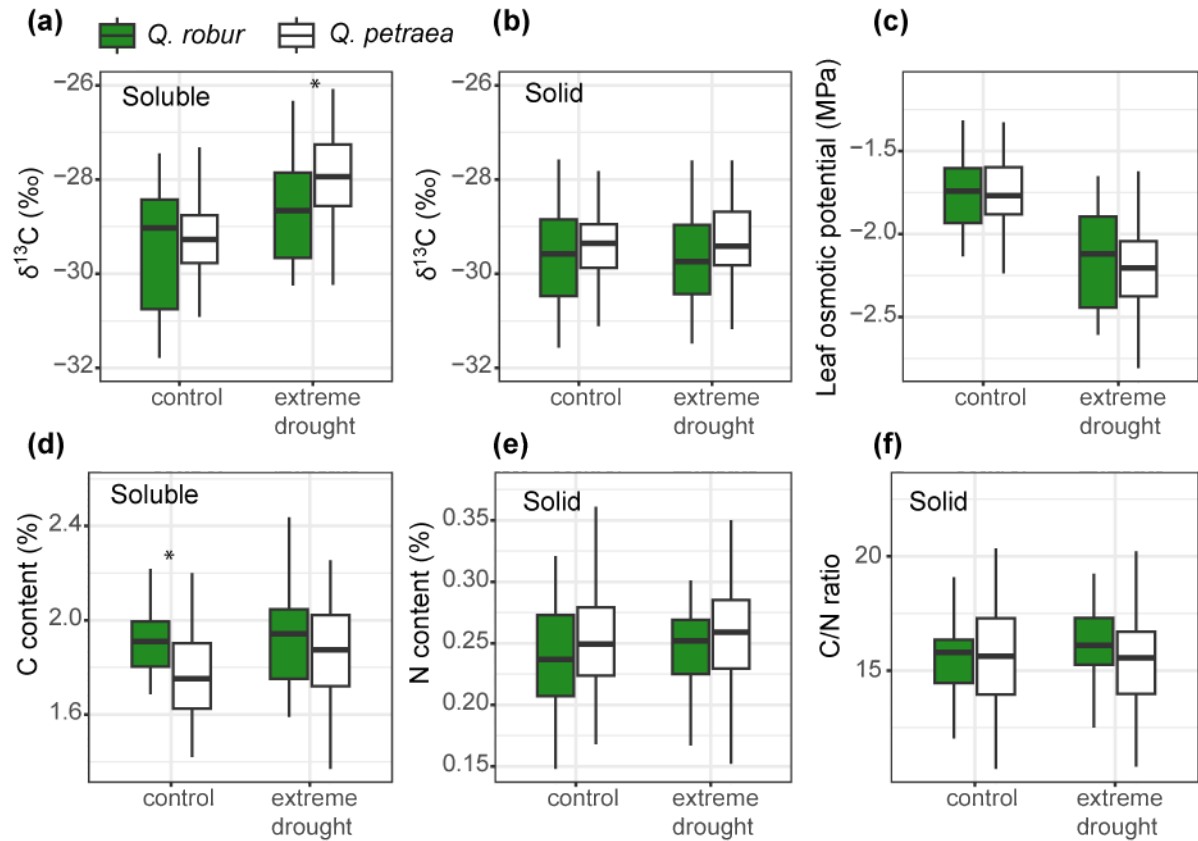 (a) Q. robur Q. petraea (b) (c)
Soluble
*
−26
−28
−30
−32
δ¹³C (‰)
control extreme drought
Solid
−26
−28
−30
−32
δ¹³C (‰)
control extreme drought
−1.5
−2.0
−2.5
Leaf osmotic potential (MPa)
(d) (e) (f)
Soluble
*
2.4
2.0
1.6
C content (%)
control extreme drought
Solid
0.35
0.30
0.25
0.20
0.15
N content (%)
control extreme drought
Solid
20
15
C/N ratio
control extreme drought